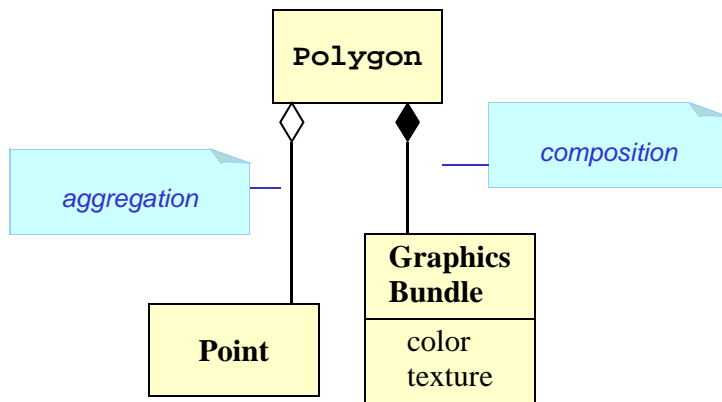 Polygon
composition
aggregation
Graphics
Bundle
Point
color
texture